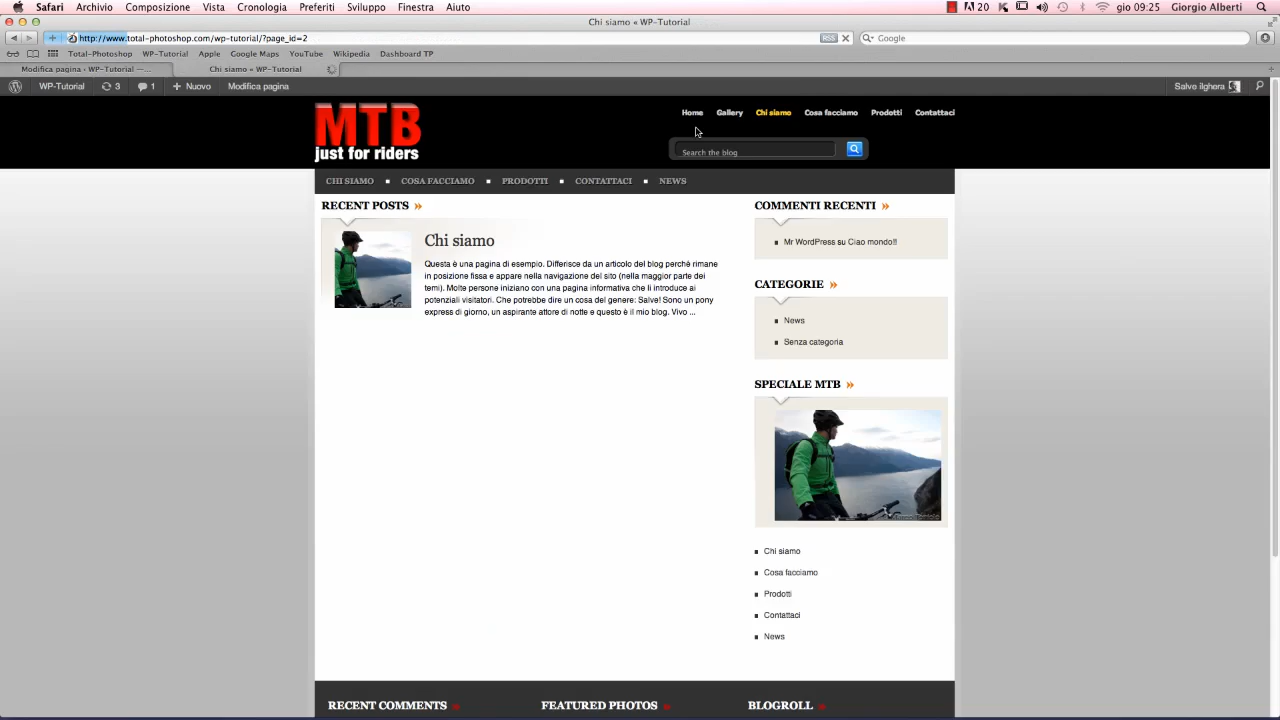 Safari Archivio Composizione Vista Cronologia Preferiti Sviluppo Finestra Aiuto 20 gio 09:25 Giorgio Alberti
Chi siamo « WP-Tutorial
http://www.total-photoshop.com/wp-tutorial/?page_id=2 RSS Google
Total-Photoshop WP-Tutorial Apple Google Maps YouTube Wikipedia Dashboard TP
Modifica pagina ‹ WP-Tutorial —... Chi siamo « WP-Tutorial
WP-Tutorial 3 1 + Nuovo Modifica pagina Salve ilghera
MTB
just for riders
Home Gallery Chi siamo Cosa facciamo Prodotti Contattaci
Search the blog
CHI SIAMO COSA FACCIAMO PRODOTTI CONTATTACI NEWS
RECENT POSTS
Chi siamo
Questa è una pagina di esempio. Differisce da un articolo del blog perchè rimane
in posizione fissa e appare nella navigazione del sito (nella maggior parte dei
temi). Molte persone iniziano con una pagina informativa che li introduce ai
potenziali visitatori. Che potrebbe dire un cosa del genere: Salve! Sono un pony
express di giorno, un aspirante attore di notte e questo è il mio blog. Vivo ...
COMMENTI RECENTI
Mr WordPress su Ciao mondo!!
CATEGORIE
News
Senza categoria
SPECIALE MTB
Chi siamo
Cosa facciamo
Prodotti
Contattaci
News
RECENT COMMENTS FEATURED PHOTOS BLOGROLL